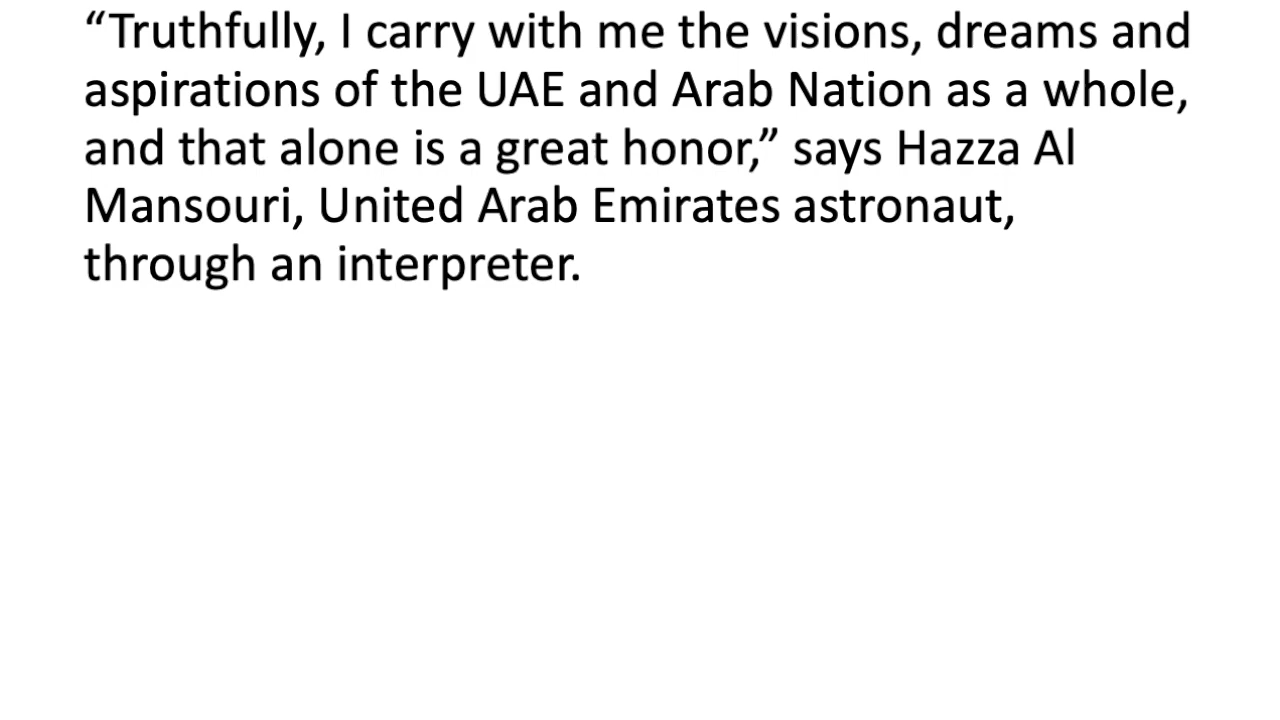 “Truthfully, I carry with me the visions, dreams and
aspirations of the UAE and Arab Nation as a whole,
and that alone is a great honor,” says Hazza Al
Mansouri, United Arab Emirates astronaut,
through an interpreter.